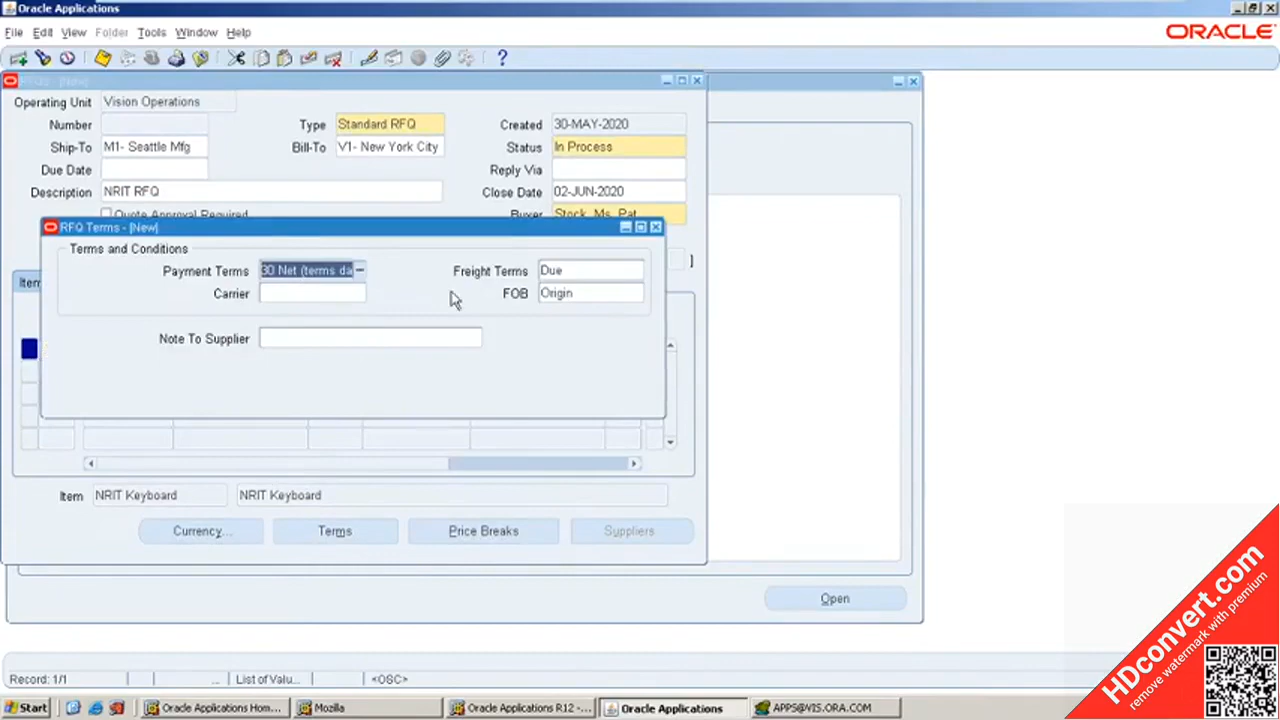 Oracle Applications
File Edit View Folder Tools Window Help
ORACLE
Operating Unit Vision Operations
Number Type Standard RFQ Created 30-MAY-2020
Ship-To M1- Seattle Mfg Bill-To V1- New York City Status In Process
Due Date Reply Via
Description NRIT RFQ Close Date 02-JUN-2020
Quote Approval Required Buyer Stock, Ms. Pat
RFQ Terms - [New]
Terms and Conditions
Payment Terms 30 Net (terms da Freight Terms Due
Carrier FOB Origin
Note To Supplier
]
Item NRIT Keyboard NRIT Keyboard
Currency... Terms Price Breaks Suppliers
Open
Record: 1/1 ... List of Valu... <OSC>
Start Oracle Applications Hom... Mozilla Oracle Applications R12 -... Oracle Applications APPS@VIS.ORA.COM
HDconvert.com
remove watermark with premium